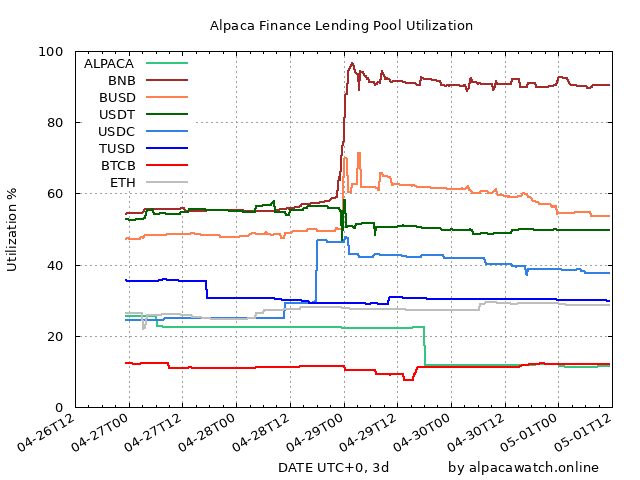 Alpaca Finance Lending Pool Utilization
100
80
60
40
20
0
Utilization %
ALPACA
BNB
BUSD
USDT
USDC
TUSD
BTCB
ETH
04-26T12
04-27T00
04-27T12
04-28T00
04-28T12
04-29T00
04-29T12
04-30T00
04-30T12
05-01T00
05-01T12
DATE UTC+0, 3d
by alpacawatch.online